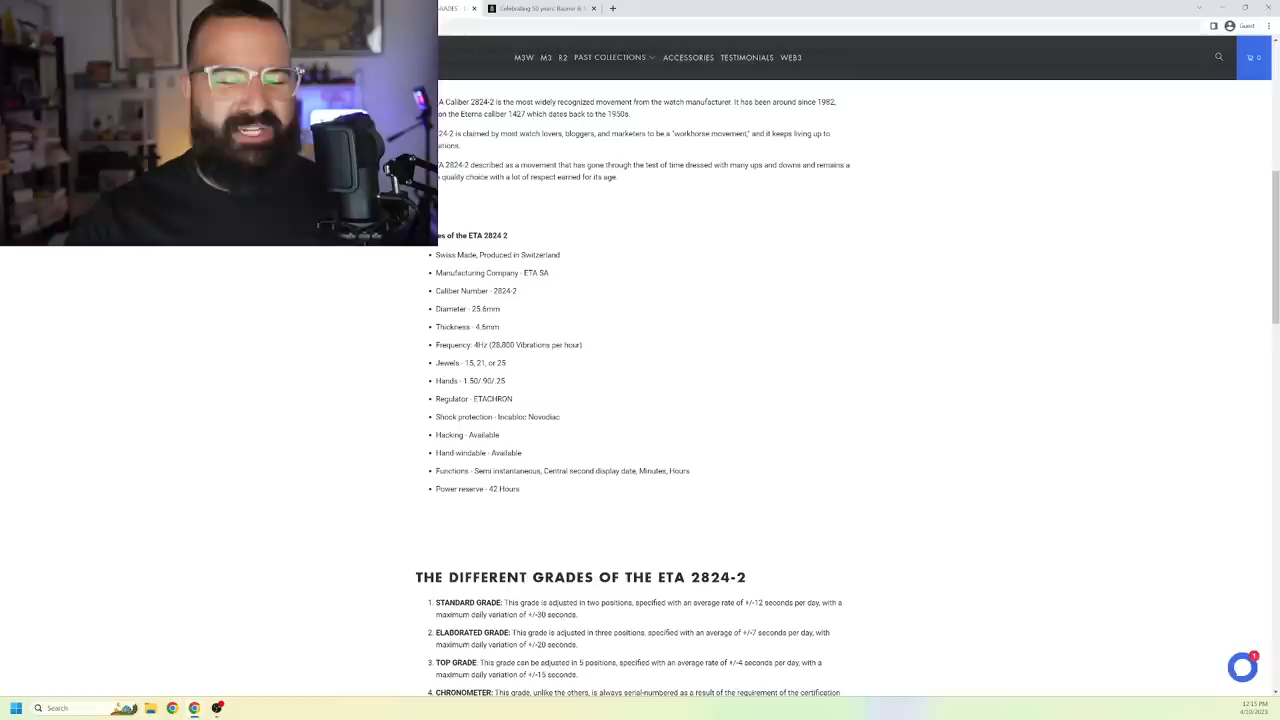 RADES
Celebrating 50 years: Baume &
Guest
M3W M3 R2 PAST COLLECTIONS ACCESSORIES TESTIMONIALS WEB3
0
A Caliber 2824-2 is the most widely recognized movement from the watch manufacturer. It has been around since 1982,
on the Eterna caliber 1427 which dates back to the 1950s.
24-2 is claimed by most watch lovers, bloggers, and marketers to be a "workhorse movement," and it keeps living up to
ations.
TA 2824-2 described as a movement that has gone through the test of time dressed with many ups and downs and remains a
quality choice with a lot of respect earned for its age.
es of the ETA 2824 2
• Swiss Made, Produced in Switzerland
• Manufacturing Company - ETA SA
• Caliber Number - 2824-2
• Diameter - 25.6mm
• Thickness - 4.6mm
• Frequency: 4Hz (28,800 Vibrations per hour)
• Jewels - 15, 21, or 25
• Hands - 1.50/.90/.25
• Regulator - ETACHRON
• Shock protection - Incabloc Novodiac
• Hacking - Available
• Hand-windable - Available
• Functions - Semi instantaneous, Central second display date, Minutes, Hours
• Power reserve - 42 Hours
THE DIFFERENT GRADES OF THE ETA 2824-2
1. STANDARD GRADE: This grade is adjusted in two positions, specified with an average rate of +/-12 seconds per day, with a
maximum daily variation of +/-30 seconds.
2. ELABORATED GRADE: This grade is adjusted in three positions, specified with an average of +/-7 seconds per day, with
maximum daily variation of +/-20 seconds.
3. TOP GRADE: This grade can be adjusted in 5 positions, specified with an average rate of +/-4 seconds per day, with a
maximum daily variation of +/-15 seconds.
4. CHRONOMETER: This grade, unlike the others, is always serial-numbered as a result of the requirement of the certification
1
Search
12:15 PM
4/10/2023